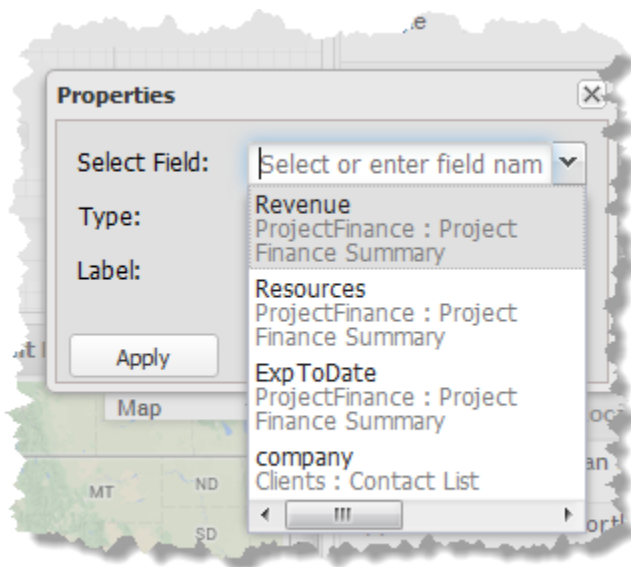 Properties
Select Field:
Select or enter field nam
Type:
Revenue
ProjectFinance : Project
Finance Summary
Label:
Resources
ProjectFinance : Project
Finance Summary
Apply
ExpToDate
ProjectFinance : Project
Finance Summary
Map
company
Clients : Contact List
MT
ND
SD